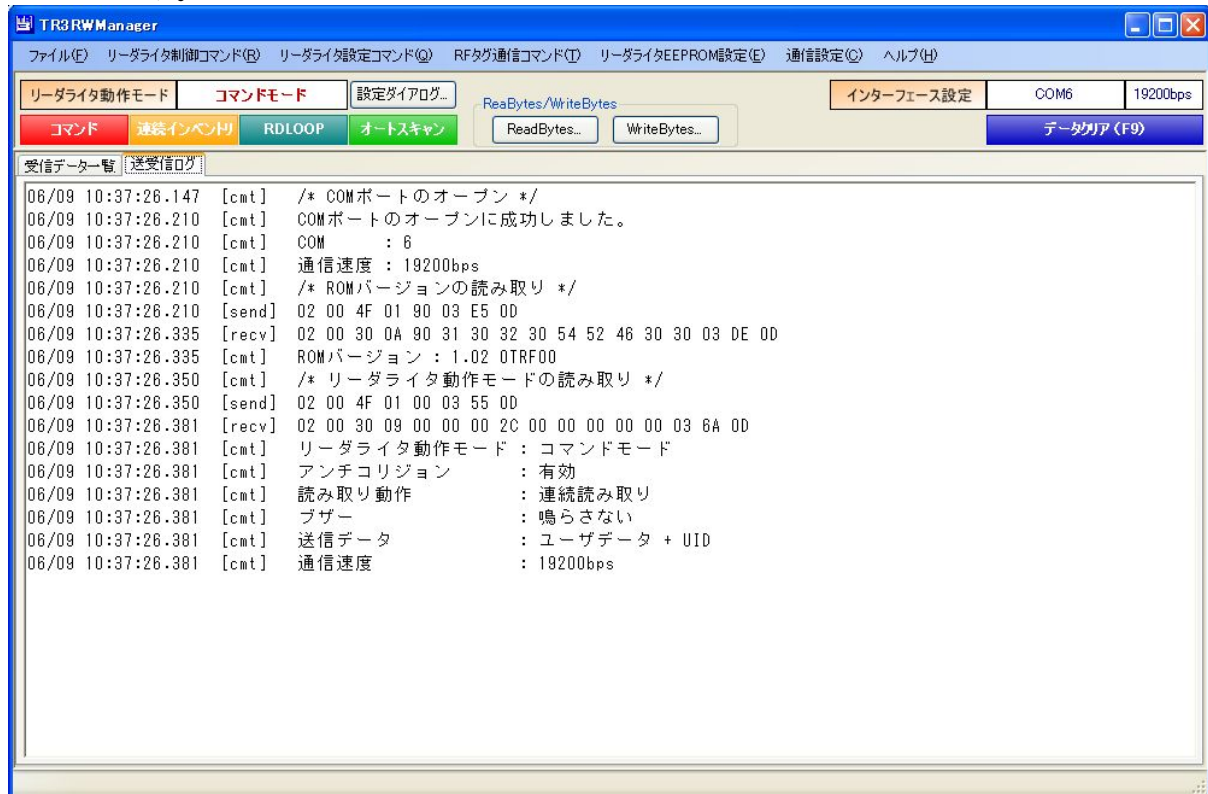 TR3RWManager
ファイル(F) リーダライタ制御コマンド(R) リーダライタ設定コマンド(Q) RFタグ通信コマンド(T) リーダライタEEPROM設定(E) 通信設定(C) ヘルプ(H)
リーダライタ動作モード コマンドモード 設定ダイアログ... ReaBytes/WriteBytes インターフェース設定 COM6 19200bps
コマンド 連続インベントリ RDLOOP オートスキャン ReadBytes... WriteBytes... データクリア(F9)
受信データ一覧 送受信ログ
06/09 10:37:26.147 [cmt] /* COMポートのオープン */
06/09 10:37:26.210 [cmt] COMポートのオープンに成功しました。
06/09 10:37:26.210 [cmt] COM : 6
06/09 10:37:26.210 [cmt] 通信速度 : 19200bps
06/09 10:37:26.210 [cmt] /* ROMバージョンの読み取り */
06/09 10:37:26.210 [send] 02 00 4F 01 90 03 E5 0D
06/09 10:37:26.335 [recv] 02 00 30 0A 90 31 30 32 30 54 52 46 30 30 03 DE 0D
06/09 10:37:26.335 [cmt] ROMバージョン : 1.02 0TRF00
06/09 10:37:26.350 [cmt] /* リーダライタ動作モードの読み取り */
06/09 10:37:26.350 [send] 02 00 4F 01 00 03 55 0D
06/09 10:37:26.381 [recv] 02 00 30 09 00 00 00 2C 00 00 00 00 00 03 6A 0D
06/09 10:37:26.381 [cmt] リーダライタ動作モード : コマンドモード
06/09 10:37:26.381 [cmt] アンチコリジョン : 有効
06/09 10:37:26.381 [cmt] 読み取り動作 : 連続読み取り
06/09 10:37:26.381 [cmt] ブザー : 鳴らさない
06/09 10:37:26.381 [cmt] 送信データ : ユーザデータ + UID
06/09 10:37:26.381 [cmt] 通信速度 : 19200bps